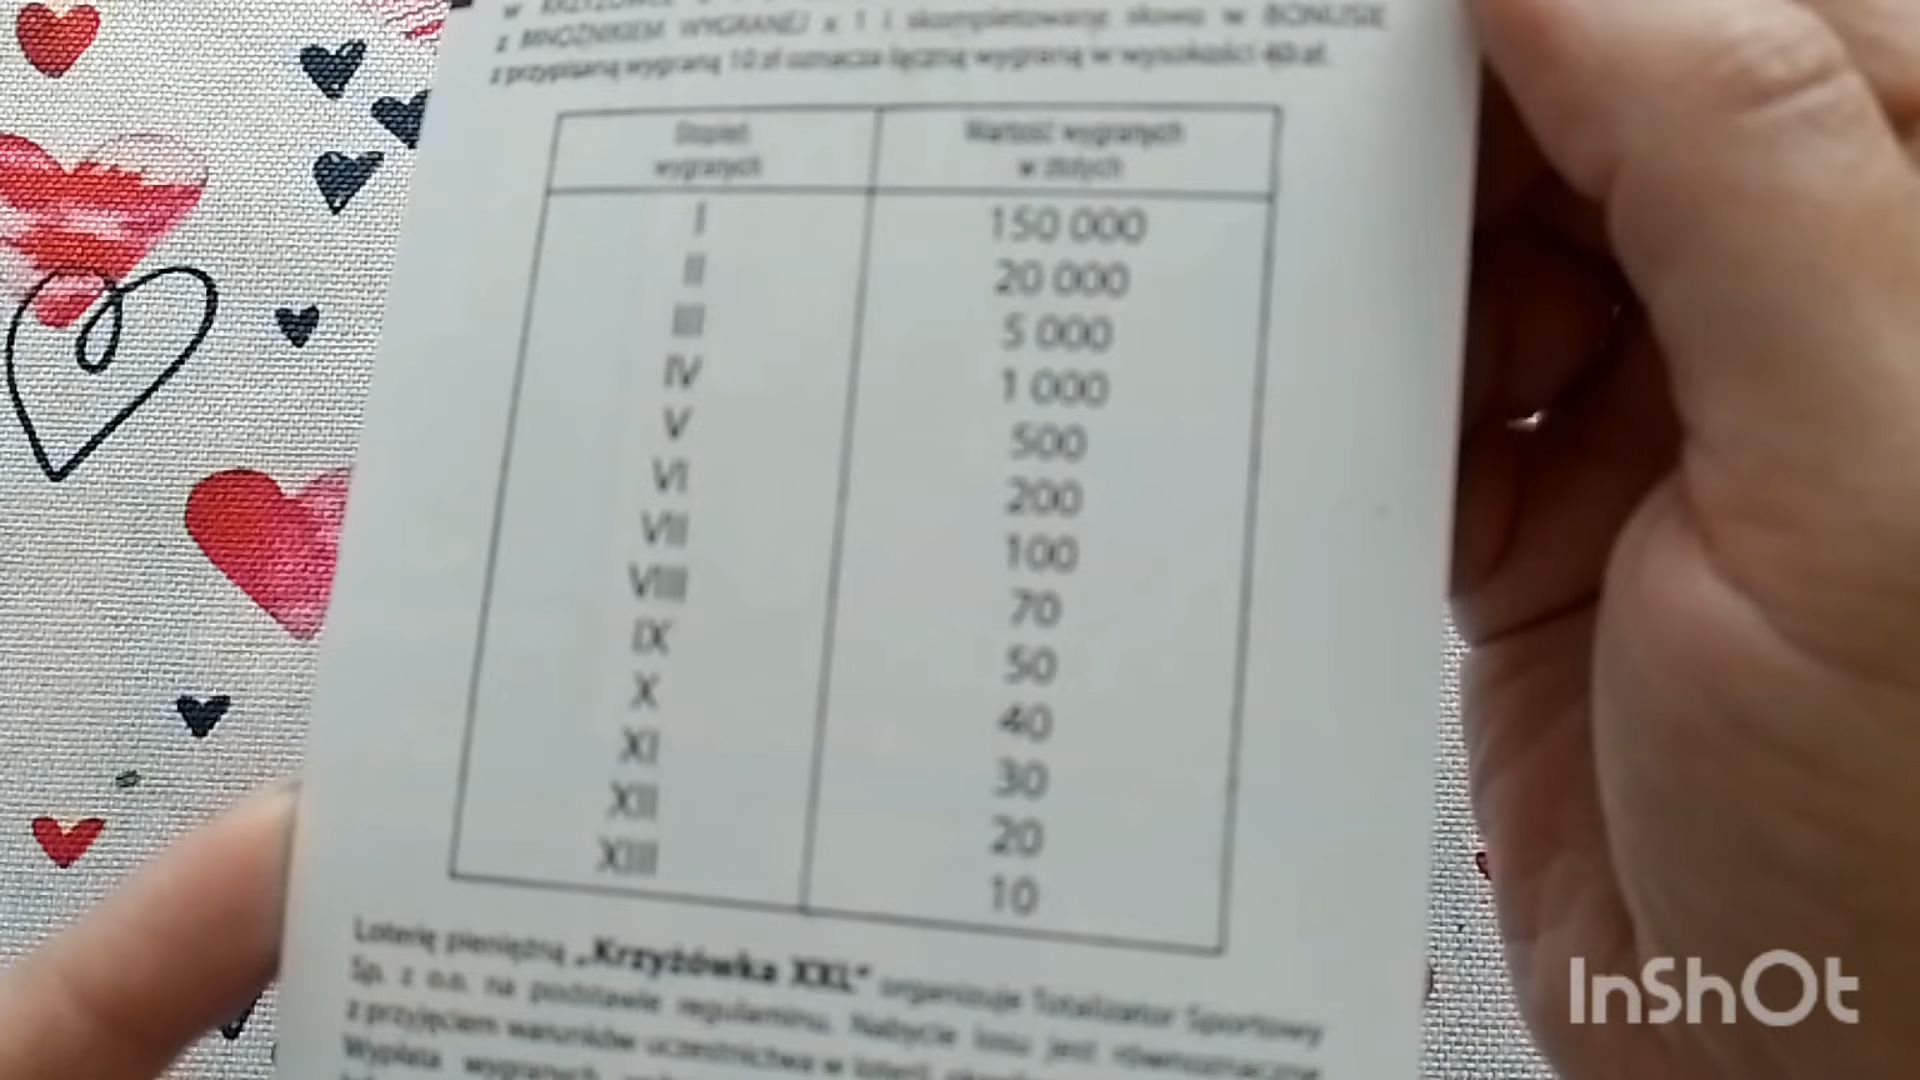 w KRZYŻÓWCE
z MNOŻNIKIEM WYGRANEJ x 1 i skompletowane słowo w BONUSIE
z przypisaną wygraną 10 zł oznacza łączną wygraną w wysokości 40 zł.
Stopień wygranych Wartość wygranych w złotych
I 150 000
II 20 000
III 5 000
IV 1 000
V 500
VI 200
VII 100
VIII 70
IX 50
X 40
XI 30
XII 20
XIII 10
Loterię pieniężną „Krzyżówka XXL" organizuje Totalizator Sportowy
Sp. z o.o. na podstawie regulaminu. Nabycie losu jest równoznaczne
z przyjęciem warunków uczestnictwa w loterii
Wypłata wygranych
InShOt